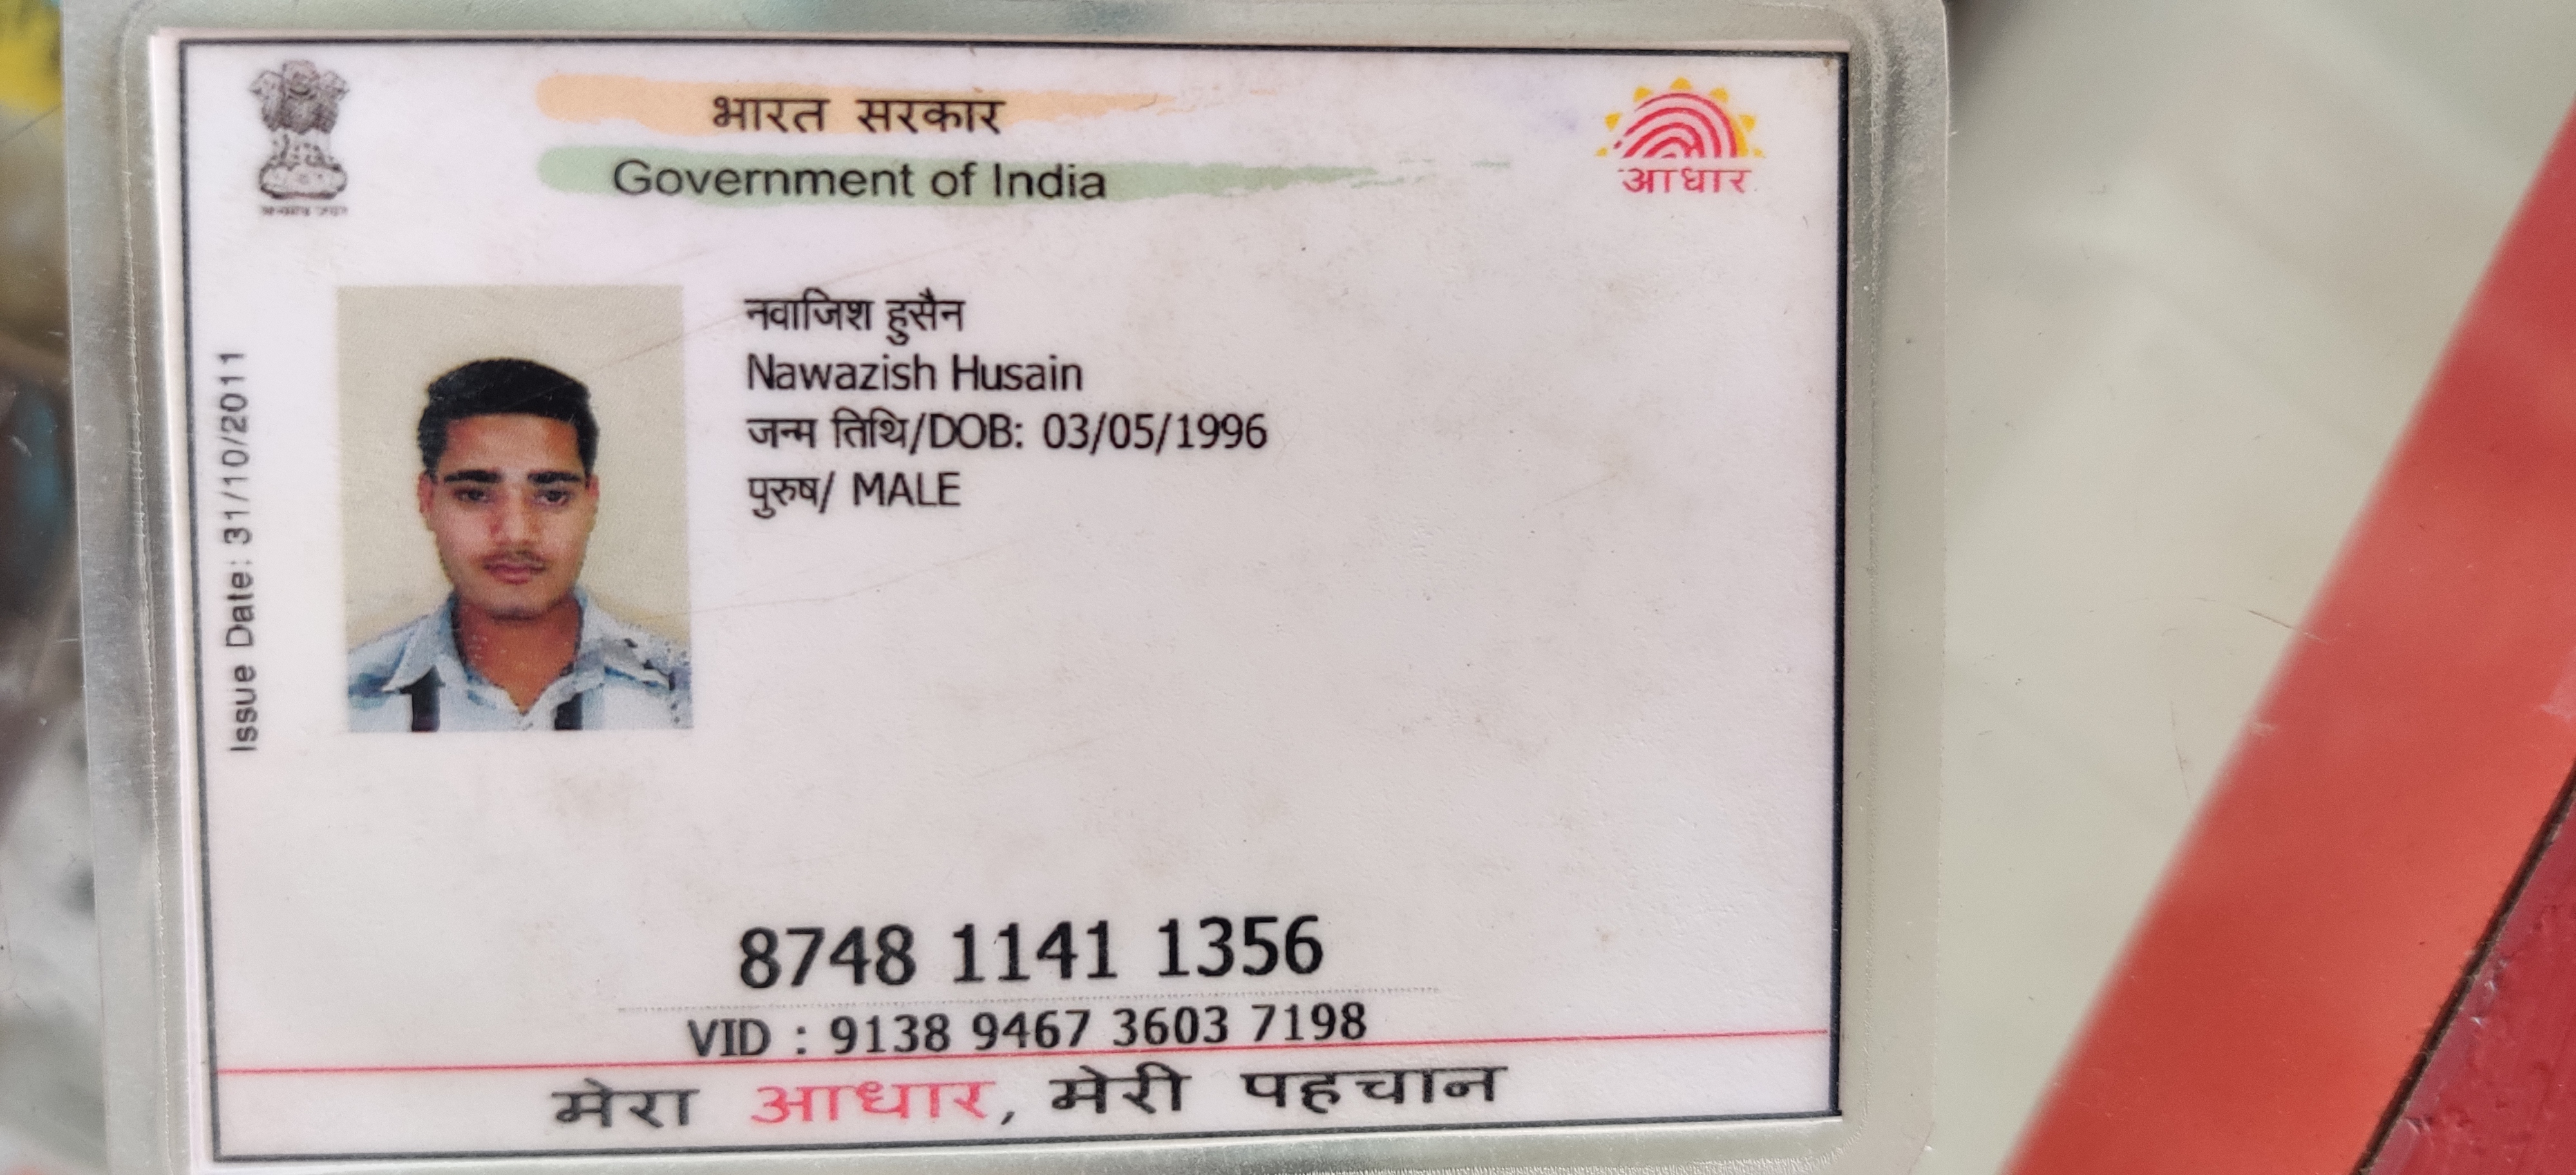 भारत सरकार
Government of India
आधार
Issue Date: 31/10/2011
नवाजिश हुसैन
Nawazish Husain
जन्म तिथि/DOB: 03/05/1996
पुरुष/ MALE
8748 1141 1356
VID : 9138 9467 3603 7198
मेरा आधार, मेरी पहचान